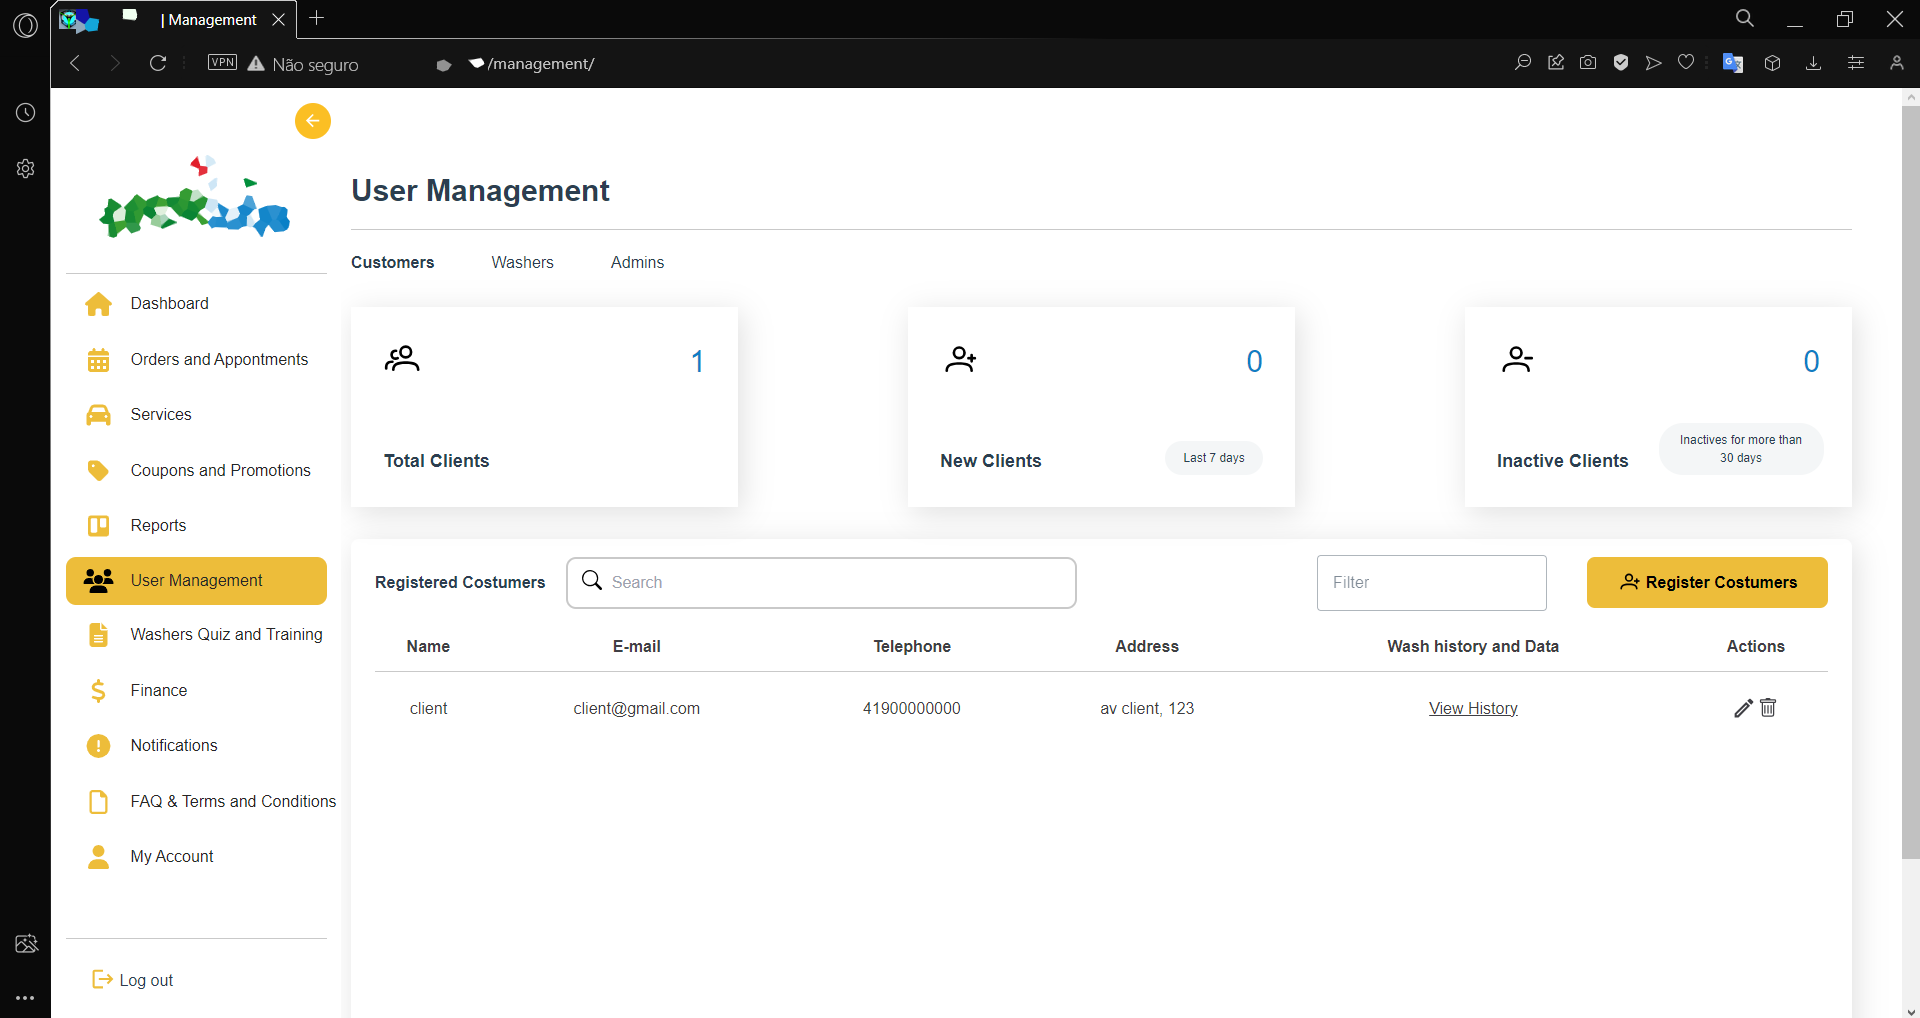 | Management
VPN
Não seguro
/management/
User Management
Customers
Washers
Admins
Dashboard
Orders and Appontments
Services
Coupons and Promotions
Reports
User Management
Washers Quiz and Training
Finance
Notifications
FAQ & Terms and Conditions
My Account
Log out
1
Total Clients
0
New Clients
Last 7 days
0
Inactive Clients
Inactives for more than
30 days
Registered Costumers
Search
Filter
Register Costumers
Name E-mail Telephone Address Wash history and Data Actions
client client@gmail.com 41900000000 av client, 123 View History